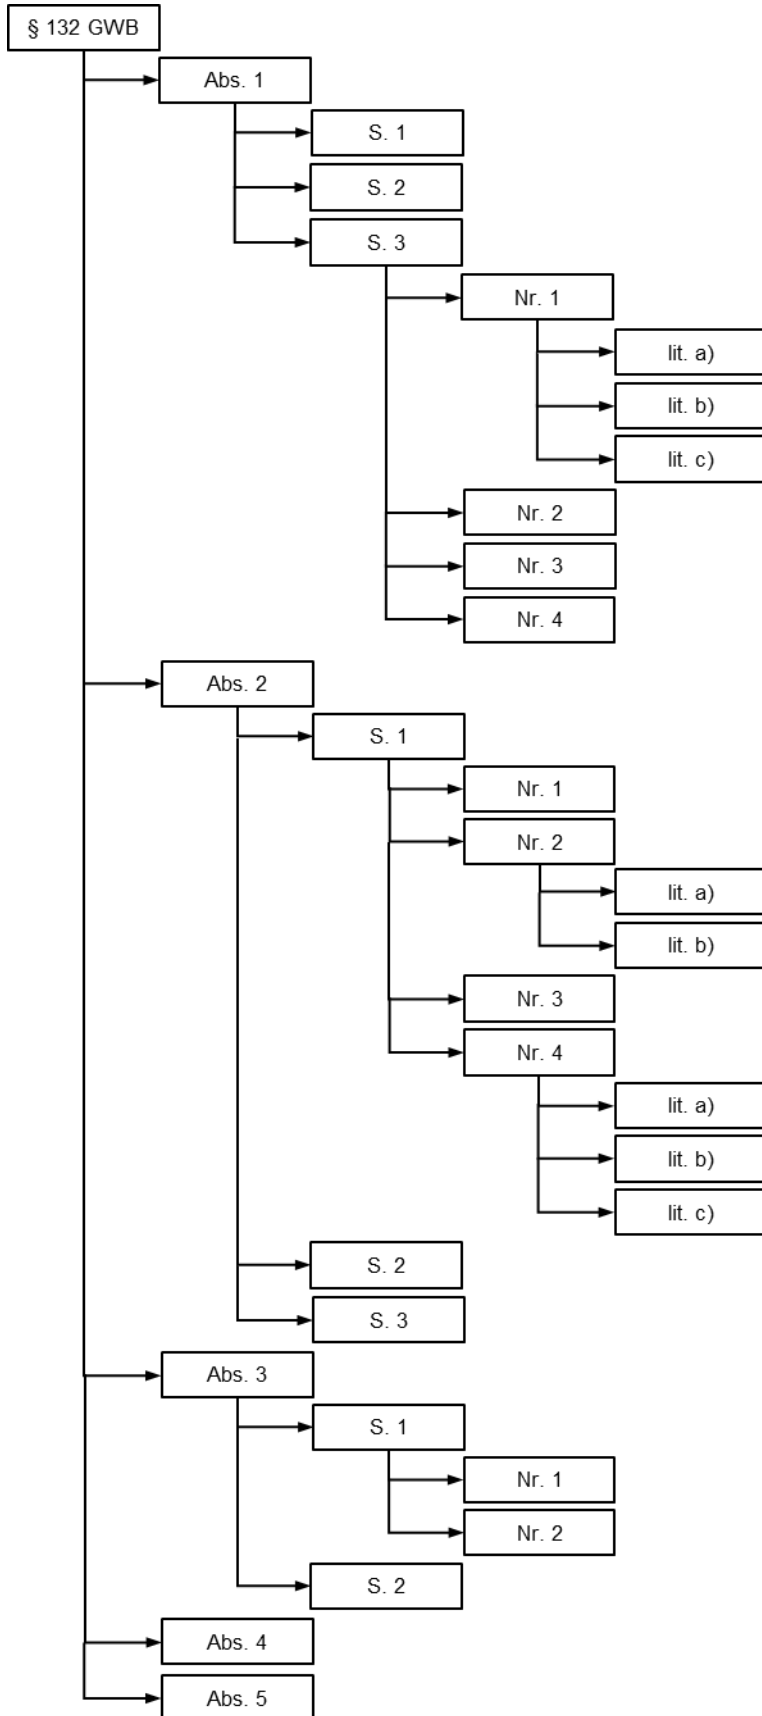 § 132 GWB
Abs. 1
S. 1
S. 2
S. 3
Nr. 1
lit. a)
lit. b)
lit. c)
Nr. 2
Nr. 3
Nr. 4
Abs. 2
S. 1
Nr. 1
Nr. 2
lit. a)
lit. b)
Nr. 3
Nr. 4
lit. a)
lit. b)
lit. c)
S. 2
S. 3
Abs. 3
S. 1
Nr. 1
Nr. 2
S. 2
Abs. 4
Abs. 5